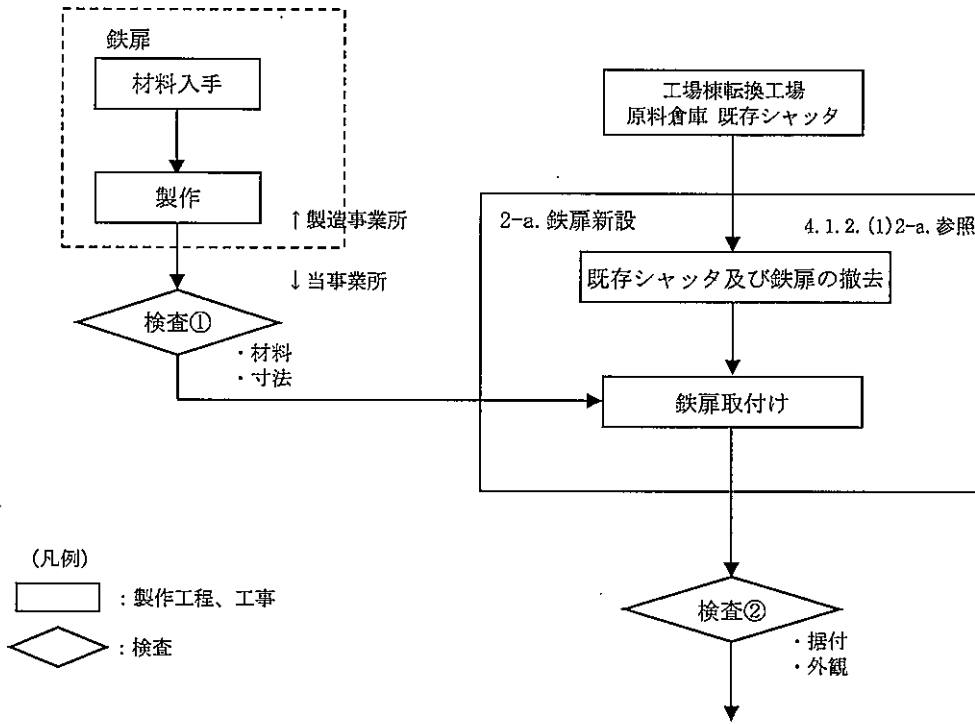 鉄扉
材料入手
製作
↑製造事業所
↓当事業所
検査①
・材料
・寸法
工場棟転換工場
原料倉庫 既存シャッタ
2-a. 鉄扉新設
4.1.2.(1)2-a.参照
既存シャッタ及び鉄扉の撤去
鉄扉取付け
検査②
・据付
・外観
(凡例)
：製作工程、工事
：検査